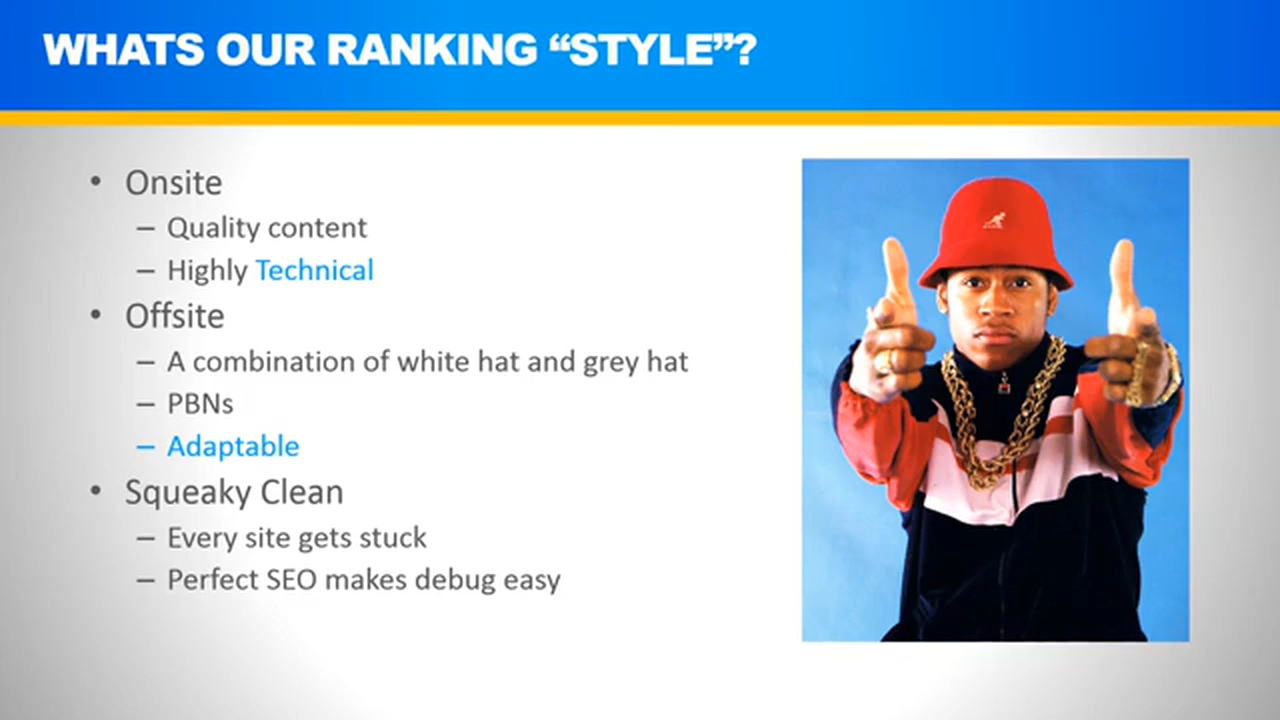 WHATS OUR RANKING “STYLE”?
• Onsite
– Quality content
– Highly Technical
• Offsite
– A combination of white hat and grey hat
– PBNs
– Adaptable
• Squeaky Clean
– Every site gets stuck
– Perfect SEO makes debug easy